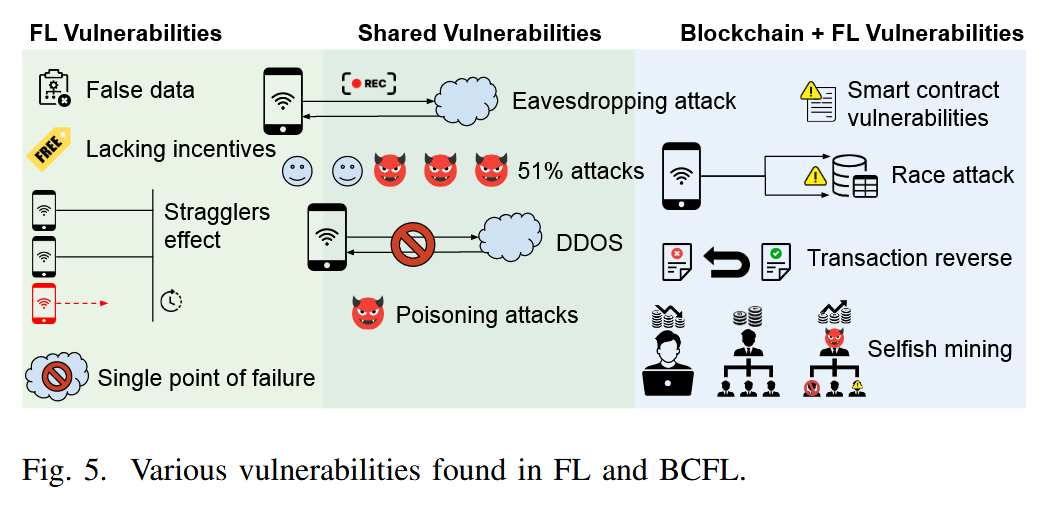 FL Vulnerabilities
False data
FREE
Lacking incentives
Stragglers
effect
Single point of failure
Shared Vulnerabilities
REC
Eavesdropping attack
51% attacks
DDOS
Poisoning attacks
Blockchain + FL Vulnerabilities
Smart contract
vulnerabilities
Race attack
Transaction reverse
Selfish mining
Fig. 5. Various vulnerabilities found in FL and BCFL.